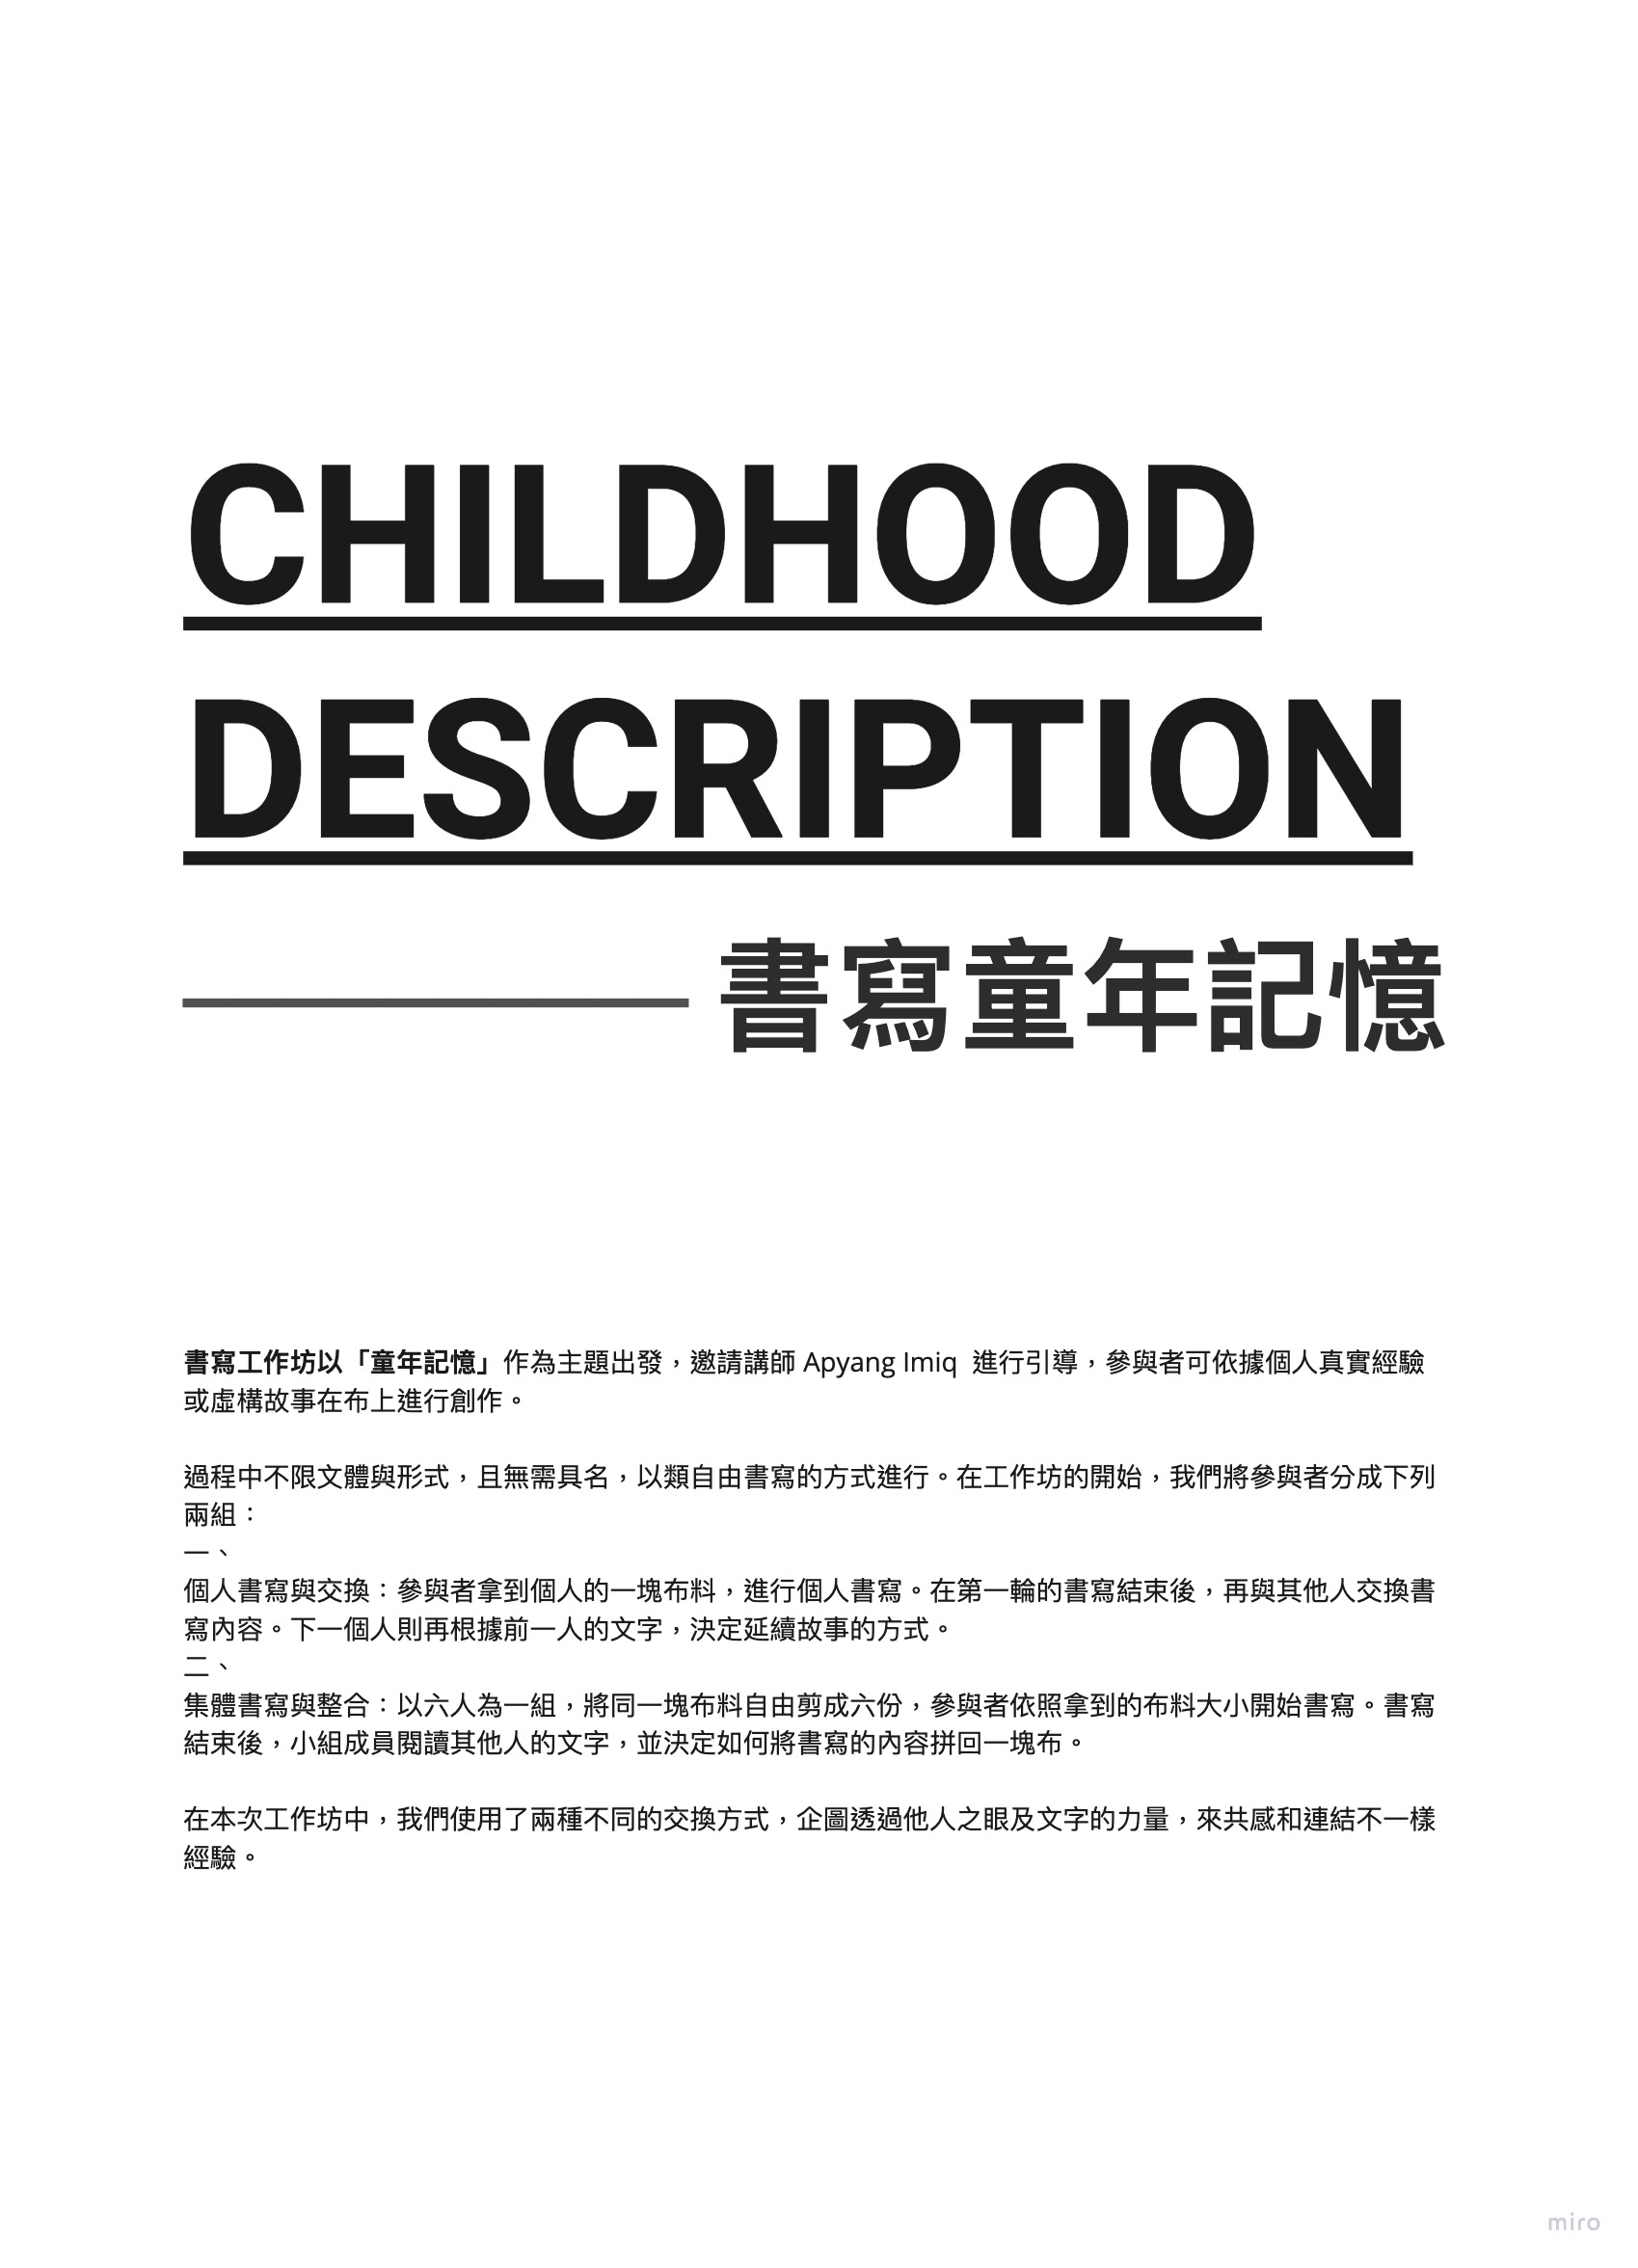 CHILDHOOD
DESCRIPTION
書寫童年記憶
書寫工作坊以「童年記憶」作為主題出發，邀請講師 Apyang Imiq 進行引導，參與者可依據個人真實經驗
或虛構故事在布上進行創作。
過程中不限文體與形式，且無需具名，以類自由書寫的方式進行。在工作坊的開始，我們將參與者分成下列
兩組：
一、
個人書寫與交換：參與者拿到個人的一塊布料，進行個人書寫。在第一輪的書寫結束後，再與其他人交換書
寫內容。下一個人則再根據前一人的文字，決定延續故事的方式。
二、
集體書寫與整合：以六人為一組，將同一塊布料自由剪成六份，參與者依照拿到的布料大小開始書寫。書寫
結束後，小組成員閱讀其他人的文字，並決定如何將書寫的內容拼回一塊布。
在本次工作坊中，我們使用了兩種不同的交換方式，企圖透過他人之眼及文字的力量，來共感和連結不一樣
經驗。
miro